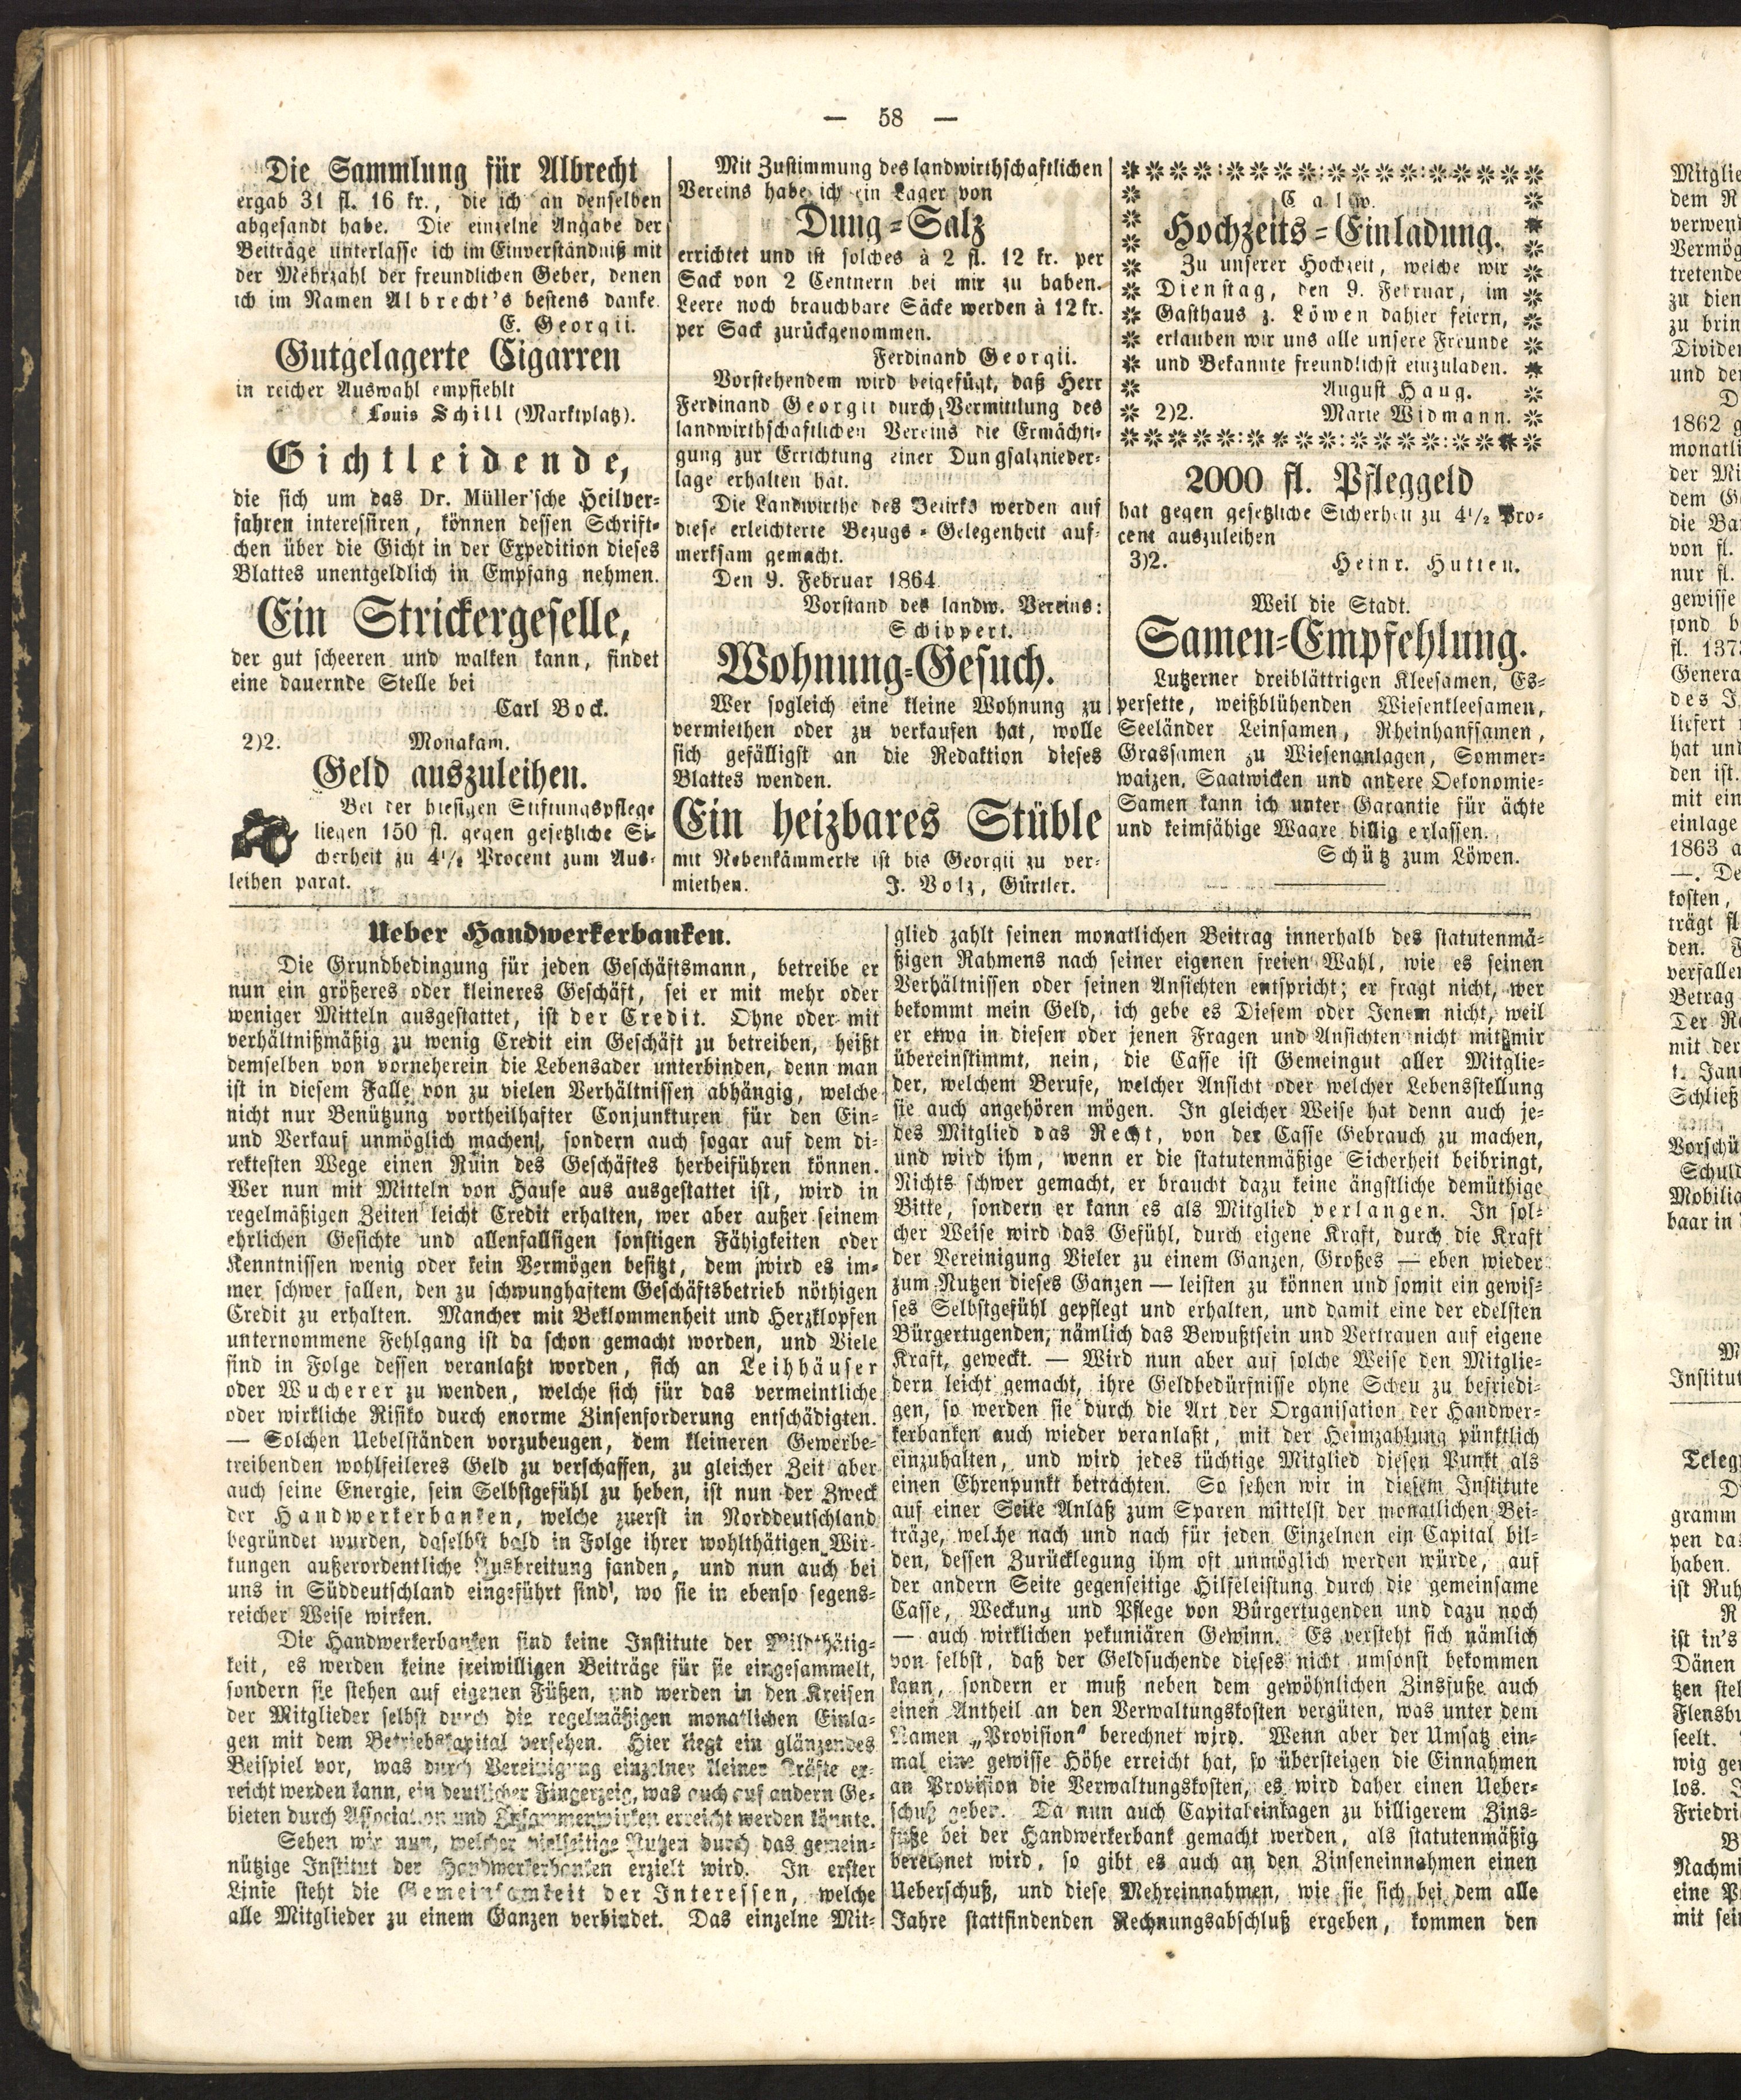 — 58 —
Die Sammlung für Albrecht
ergab 31 fl. 16 kr., die ich an denselben
abgesandt habe. Die einzelne Angabe der
Beiträge unterlasse ich im Einverständniß mit
der Mehrzahl der freundlichen Geber, denen
ich im Namen Albrecht's bestens danke.
E. Georgii.
Gutgelagerte Cigarren
in reicher Auswahl empfiehlt
Louis Schill (Marktplatz).
Gichtleidende,
die sich um das Dr. Müller'sche Heilver-
fahren interessiren, können dessen Schrift-
chen über die Gicht in der Expedition dieses
Blattes unentgeldlich in Empfang nehmen.
Ein Strickergeselle,
der gut scheeren und walken kann, findet
eine dauernde Stelle bei
Carl Bock.
2)2. Monakam.
Geld auszuleihen.
Bei der hiesigen Stiftungspflege
liegen 150 fl. gegen gesetzliche Si-
cherheit zu 4½ Procent zum Aus-
leihen parat.
Mit Zustimmung des landwirthschaftlichen
Vereins habe ich ein Lager von
Dung-Salz
errichtet und ist solches à 2 fl. 12 kr. per
Sack von 2 Centnern bei mir zu haben.
Leere noch brauchbare Säcke werden à 12 kr.
per Sack zurückgenommen.
Ferdinand Georgii.
Vorstehendem wird beigefügt, daß Herr
Ferdinand Georgii durch Vermittlung des
landwirthschaftlichen Vereins die Ermächti-
gung zur Errichtung einer Dungsalznieder-
lage erhalten hat.
Die Landwirthe des Bezirks werden auf
diese erleichterte Bezugs-Gelegenheit auf-
merksam gemacht.
Den 9. Februar 1864.
Vorstand des landw. Vereins:
Schippert.
Wohnung-Gesuch.
Wer sogleich eine kleine Wohnung zu
vermiethen oder zu verkaufen hat, wolle
sich gefälligst an die Redaktion dieses
Blattes wenden.
Ein heizbares Stüble
mit Nebenkämmerle ist bis Georgii zu ver-
miethen. J. Volz, Gürtler.
Calw.
Hochzeits-Einladung.
Zu unserer Hochzeit, welche wir
Dienstag, den 9. Februar, im
Gasthaus z. Löwen dahier feiern,
erlauben wir uns alle unsere Freunde
und Bekannte freundlichst einzuladen.
August Haug.
2)2. Marie Widmann.
2000 fl. Pfleggeld
hat gegen gesetzliche Sicherheit zu 4½ Pro-
cent auszuleihen
3)2. Heinr. Hutten.
Weil die Stadt.
Samen-Empfehlung.
Lutzerner dreiblättrigen Kleesamen, Es-
persette, weißblühenden Wiesenkleesamen,
Seeländer Leinsamen, Rheinhanfsamen,
Grassamen zu Wiesenanlagen, Sommer-
waizen, Saatwicken und andere Oekonomie-
Samen kann ich unter Garantie für ächte
und keimfähige Waare billig erlassen.
Schütz zum Löwen.
Ueber Handwerkerbanken.
Die Grundbedingung für jeden Geschäftsmann, betreibe er
nun ein größeres oder kleineres Geschäft, sei er mit mehr oder
weniger Mitteln ausgestattet, ist der Credit. Ohne oder mit
verhältnißmäßig zu wenig Credit ein Geschäft zu betreiben, heißt
demselben von vorneherein die Lebensader unterbinden, denn man
ist in diesem Falle von zu vielen Verhältnissen abhängig, welche
nicht nur Benützung vortheilhafter Conjunkturen für den Ein-
und Verkauf unmöglich machen, sondern auch sogar auf dem di-
rektesten Wege einen Ruin des Geschäftes herbeiführen können.
Wer nun mit Mitteln von Hause aus ausgestattet ist, wird in
regelmäßigen Zeiten leicht Credit erhalten, wer aber außer seinem
ehrlichen Gesichte und allenfallsigen sonstigen Fähigkeiten oder
Kenntnissen wenig oder kein Vermögen besitzt, dem wird es im-
mer schwer fallen, den zu schwunghaftem Geschäftsbetrieb nöthigen
Credit zu erhalten. Mancher mit Beklommenheit und Herzklopfen
unternommene Fehlgang ist da schon gemacht worden, und Viele
sind in Folge dessen veranlaßt worden, sich an Leihhäuser
oder Wucherer zu wenden, welche sich für das vermeintliche
oder wirkliche Risiko durch enorme Zinsenforderung entschädigten.
— Solchen Uebelständen vorzubeugen, dem kleineren Gewerbe-
treibenden wohlfeileres Geld zu verschaffen, zu gleicher Zeit aber
auch seine Energie, sein Selbstgefühl zu heben, ist nun der Zweck
der Handwerkerbanken, welche zuerst in Norddeutschland
begründet wurden, daselbst bald in Folge ihrer wohlthätigen Wir-
kungen außerordentliche Ausbreitung fanden, und nun auch bei
uns in Süddeutschland eingeführt sind, wo sie in ebenso segens-
reicher Weise wirken.
Die Handwerkerbanken sind keine Institute der Mildthätig-
keit, es werden keine freiwilligen Beiträge für sie eingesammelt,
sondern sie stehen auf eigenen Füßen, und werden in den Kreisen
der Mitglieder selbst durch die regelmäßigen monatlichen Einla-
gen mit dem Betriebskapital versehen. Hier liegt ein glänzendes
Beispiel vor, was durch Vereinigung einzelner kleiner Kräfte er-
reicht werden kann, ein deutlicher Fingerzeig, was auch auf andern Ge-
bieten durch Association und Zusammenwirken erreicht werden könnte.
Sehen wir nun, welcher vielseitige Nutzen durch das gemein-
nützige Institut der Handwerkerbanken erzielt wird. In erster
Linie steht die Gemeinsamkeit der Interessen, welche
alle Mitglieder zu einem Ganzen verbindet. Das einzelne Mit-
glied zahlt seinen monatlichen Beitrag innerhalb des statutenmä-
ßigen Rahmens nach seiner eigenen freien Wahl, wie es seinen
Verhältnissen oder seinen Ansichten entspricht; er fragt nicht, wer
bekommt mein Geld, ich gebe es Diesem oder Jenem nicht, weil
er etwa in diesen oder jenen Fragen und Ansichten nicht mit mir
übereinstimmt, nein, die Casse ist Gemeingut aller Mitglie-
der, welchem Berufe, welcher Ansicht oder welcher Lebensstellung
sie auch angehören mögen. In gleicher Weise hat denn auch je-
des Mitglied das Recht, von der Casse Gebrauch zu machen,
und wird ihm, wenn er die statutenmäßige Sicherheit beibringt,
Nichts schwer gemacht, er braucht dazu keine ängstliche demüthige
Bitte, sondern er kann es als Mitglied verlangen. In sol-
cher Weise wird das Gefühl, durch eigene Kraft, durch die Kraft
der Vereinigung Vieler zu einem Ganzen, Großes — eben wieder
zum Nutzen dieses Ganzen — leisten zu können und somit ein gewis-
ses Selbstgefühl gepflegt und erhalten, und damit eine der edelsten
Bürgertugenden, nämlich das Bewußtsein und Vertrauen auf eigene
Kraft, geweckt. — Wird nun aber auf solche Weise den Mitglie-
dern leicht gemacht, ihre Geldbedürfnisse ohne Scheu zu befriedi-
gen, so werden sie durch die Art der Organisation der Handwer-
kerbanken auch wieder veranlaßt, mit der Heimzahlung pünktlich
einzuhalten, und wird jedes tüchtige Mitglied diesen Punkt als
einen Ehrenpunkt betrachten. So sehen wir in diesem Institute
auf einer Seite Anlaß zum Sparen mittelst der monatlichen Bei-
träge, welche nach und nach für jeden Einzelnen ein Capital bil-
den, dessen Zurücklegung ihm oft unmöglich werden würde, auf
der andern Seite gegenseitige Hilfeleistung durch die gemeinsame
Casse, Weckung und Pflege von Bürgertugenden und dazu noch
— auch wirklichen pekuniären Gewinn. Es versteht sich nämlich
von selbst, daß der Geldsuchende dieses nicht umsonst bekommen
kann, sondern er muß neben dem gewöhnlichen Zinsfuße auch
einen Antheil an den Verwaltungskosten vergüten, was unter dem
Namen „Provision“ berechnet wird. Wenn aber der Umsatz ein-
mal eine gewisse Höhe erreicht hat, so übersteigen die Einnahmen
an Provision die Verwaltungskosten, es wird daher einen Ueber-
schuß geben. Da nun auch Capitaleinlagen zu billigerem Zins-
fuße bei der Handwerkerbank gemacht werden, als statutenmäßig
berechnet wird, so gibt es auch an den Zinseneinnahmen einen
Ueberschuß, und diese Mehreinnahmen, wie sie sich bei dem alle
Jahre stattfindenden Rechnungsabschluß ergeben, kommen den